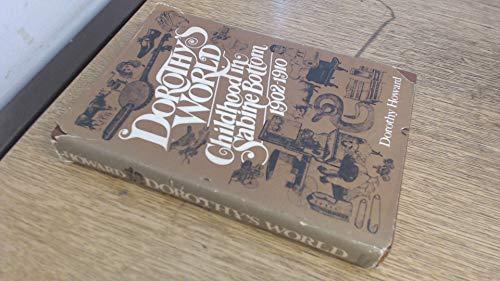 DOROTHY'S
WORLD
Childhood in
Sabine Bottom
1902-1910
Dorothy Howard
HOWARD DOROTHY'S WORLD